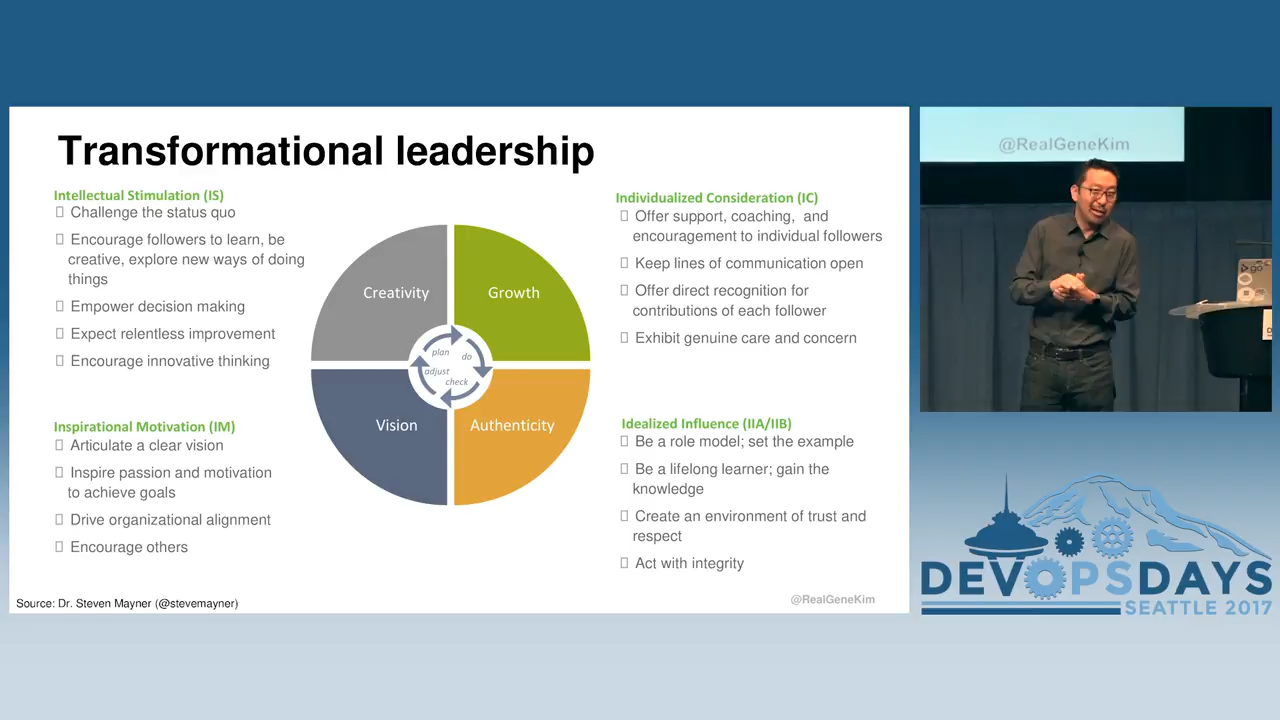 Transformational leadership
Intellectual Stimulation (IS)
Challenge the status quo
Encourage followers to learn, be
creative, explore new ways of doing
things
Empower decision making
Expect relentless improvement
Encourage innovative thinking
Inspirational Motivation (IM)
Articulate a clear vision
Inspire passion and motivation
to achieve goals
Drive organizational alignment
Encourage others
Creativity
Growth
Vision
Authenticity
plan
do
adjust
check
Individualized Consideration (IC)
Offer support, coaching, and
encouragement to individual followers
Keep lines of communication open
Offer direct recognition for
contributions of each follower
Exhibit genuine care and concern
Idealized Influence (IIA/IIB)
Be a role model; set the example
Be a lifelong learner; gain the
knowledge
Create an environment of trust and
respect
Act with integrity
Source: Dr. Steven Mayner (@stevemayner)
@RealGeneKim
@RealGeneKim
go
DEVOPSDAYS
SEATTLE 2017